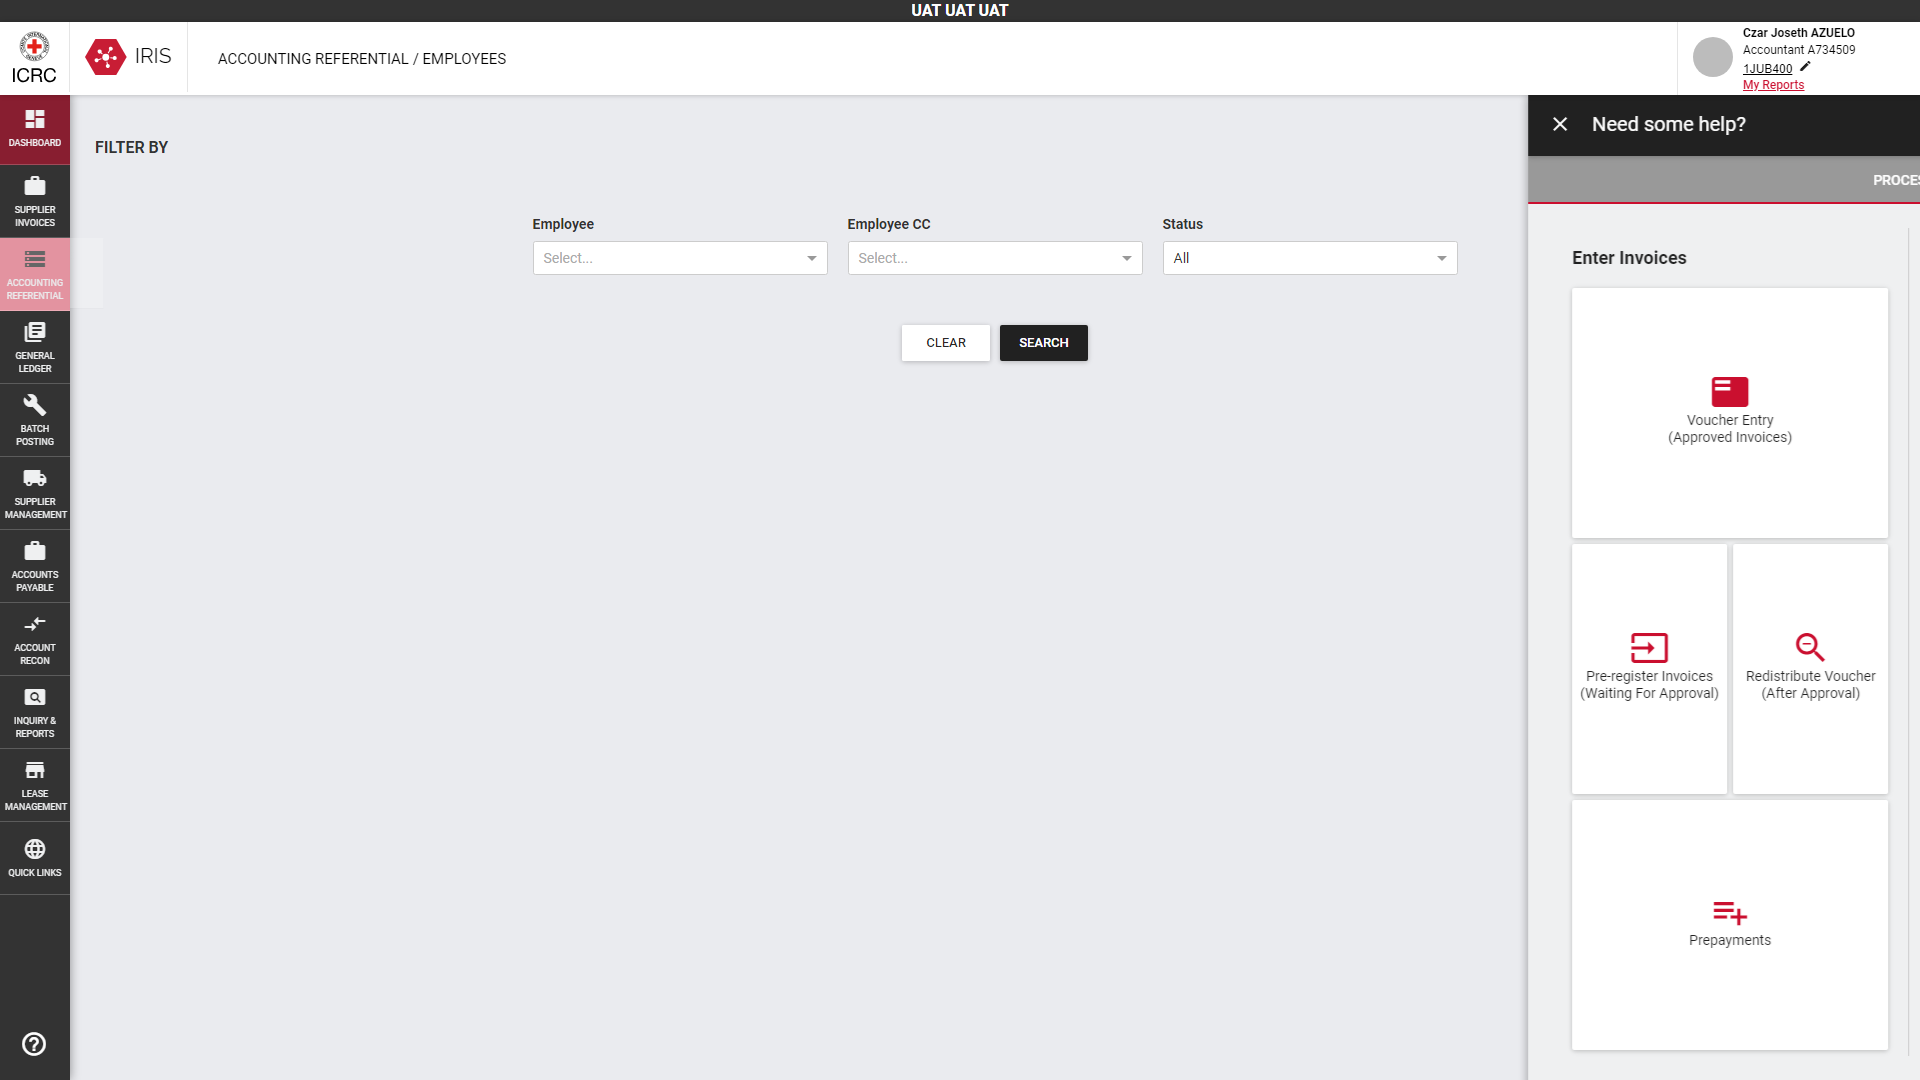 UAT UAT UAT
ICRC
IRIS
ACCOUNTING REFERENTIAL / EMPLOYEES
Czar Joseth AZUELO
Accountant A734509
1JUB400
My Reports
DASHBOARD
SUPPLIER
INVOICES
ACCOUNTING
REFERENTIAL
GENERAL
LEDGER
BATCH
POSTING
SUPPLIER
MANAGEMENT
ACCOUNTS
PAYABLE
ACCOUNT
RECON
INQUIRY &
REPORTS
LEASE
MANAGEMENT
QUICK LINKS
FILTER BY
Employee
Select...
Employee CC
Select...
Status
All
CLEAR
SEARCH
Need some help?
PROCES
Enter Invoices
Voucher Entry
(Approved Invoices)
Pre-register Invoices
(Waiting For Approval)
Redistribute Voucher
(After Approval)
Prepayments